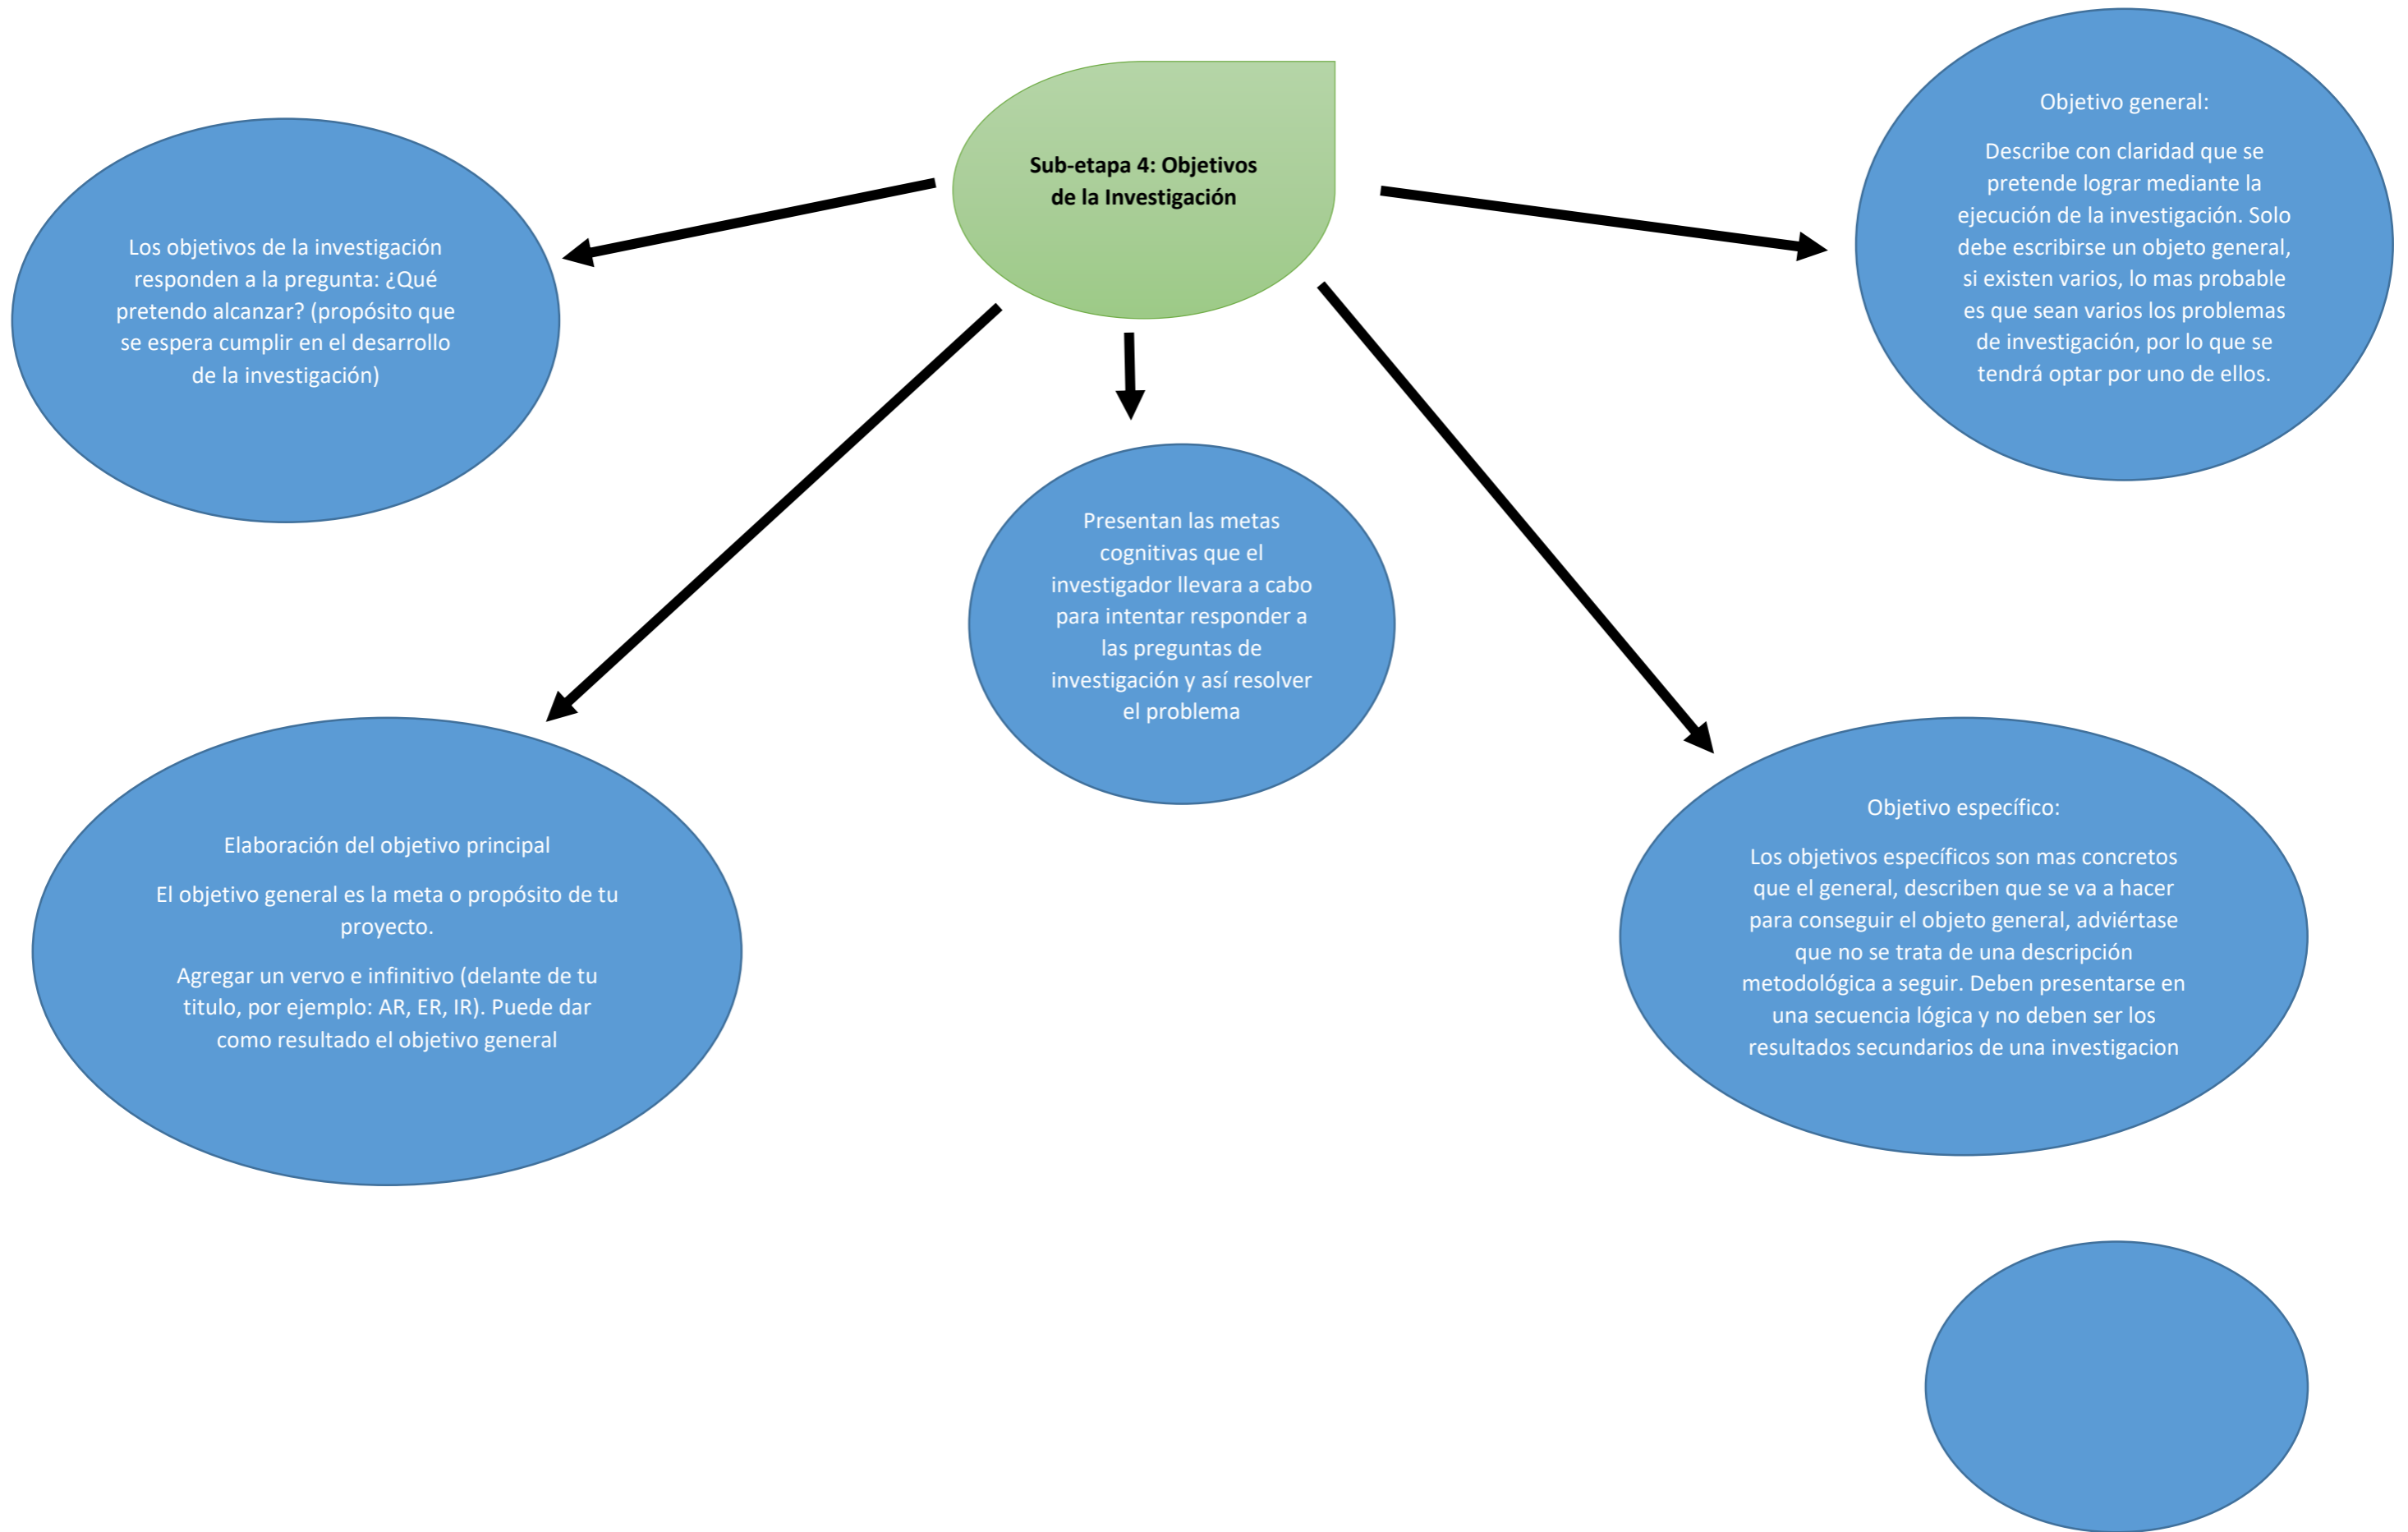 Sub-etapa 4: Objetivos
de la Investigación
Los objetivos de la investigación
responden a la pregunta: ¿Qué
pretendo alcanzar? (propósito que
se espera cumplir en el desarrollo
de la investigación)
Objetivo general:
Describe con claridad que se
pretende lograr mediante la
ejecución de la investigación. Solo
debe escribirse un objeto general,
si existen varios, lo mas probable
es que sean varios los problemas
de investigación, por lo que se
tendrá optar por uno de ellos.
Presentan las metas
cognitivas que el
investigador llevara a cabo
para intentar responder a
las preguntas de
investigación y así resolver
el problema
Elaboración del objetivo principal
El objetivo general es la meta o propósito de tu
proyecto.
Agregar un vervo e infinitivo (delante de tu
titulo, por ejemplo: AR, ER, IR). Puede dar
como resultado el objetivo general
Objetivo específico:
Los objetivos específicos son mas concretos
que el general, describen que se va a hacer
para conseguir el objeto general, adviértase
que no se trata de una descripción
metodológica a seguir. Deben presentarse en
una secuencia lógica y no deben ser los
resultados secundarios de una investigacion